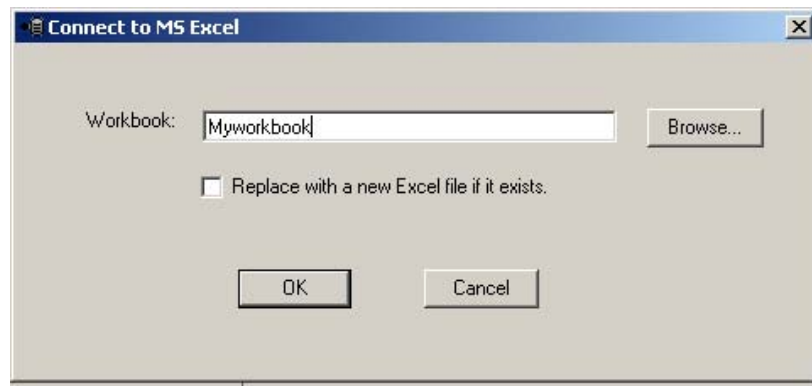 Connect to MS Excel
Workbook: Myworkbook Browse...
Replace with a new Excel file if it exists.
OK Cancel